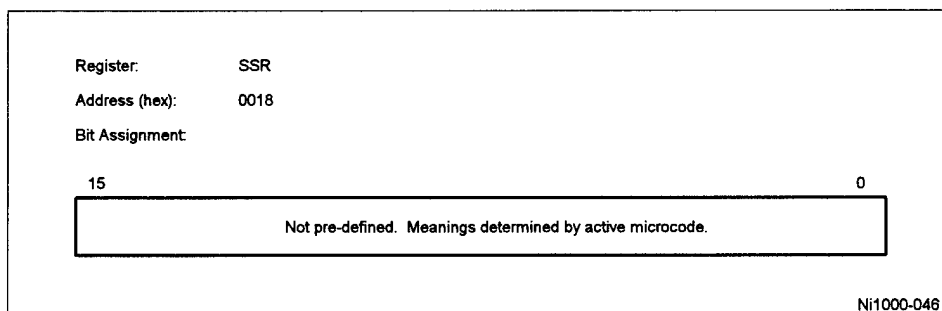 Register: SSR
Address (hex): 0018
Bit Assignment:
15 0
Not pre-defined. Meanings determined by active microcode.
Ni1000-046